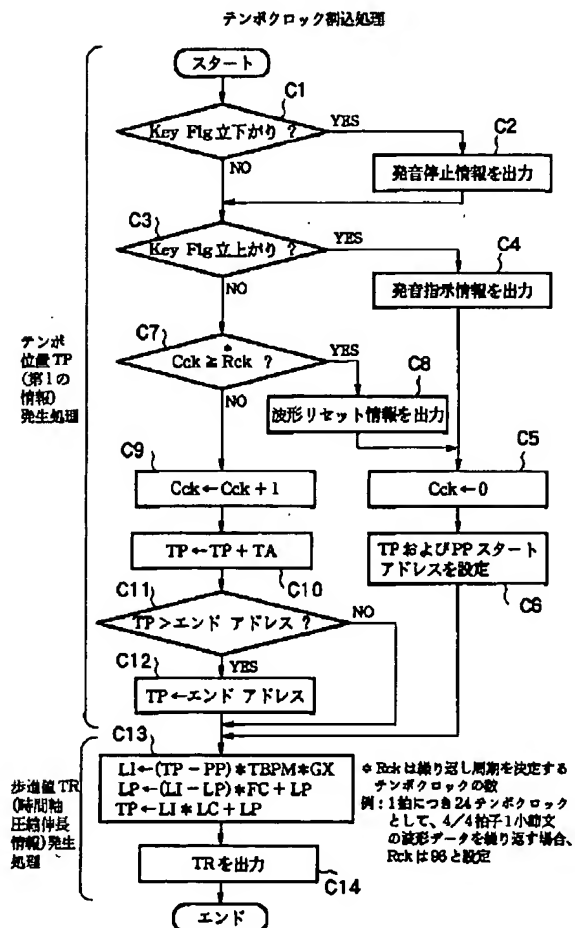 テンポクロック割込処理
スタート
C1
Key Flg立下がり ?
YES
NO
C2
発音停止情報を出力
C3
Key Flg立上がり ?
YES
NO
C4
発音指示情報を出力
C7
Cck ≧ Rck ?
*
YES
NO
C8
波形リセット情報を出力
C9
Cck←Cck+1
C5
Cck←0
TP←TP+TA
C10
TPおよびPPスタート
アドレスを設定
C6
C11
TP>エンド アドレス ?
NO
YES
C12
TP←エンド アドレス
テンポ
位置TP
(第1の
情報)
発生処理
C13
LI←(TP-PP)*TBPM*GX
LP←(LI-LP)*FC+LP
TP←LI*LC+LP
TRを出力
C14
エンド
歩進値TR
(時間軸
圧縮伸長
情報)発生
処理
* Rckは繰り返し周期を決定する
テンポクロックの数
例:1拍につき24テンポクロック
として、4/4拍子1小節文
の波形データを繰り返す場合、
Rckは96と設定